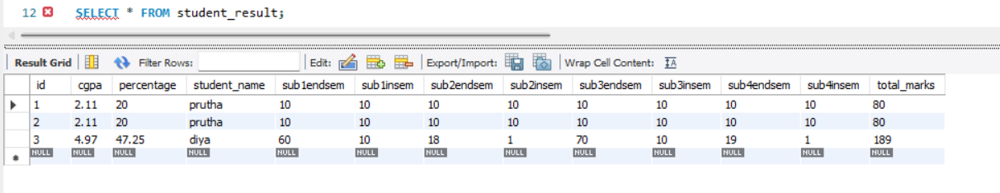 12 SELECT * FROM student_result;
Result Grid Filter Rows: Edit: Export/Import: Wrap Cell Content: IA
id cgpa percentage student_name sub1endsem sub1insem sub2endsem sub2insem sub3endsem sub3insem sub4endsem sub4insem total_marks
1 2.11 20 prutha 10 10 10 10 10 10 10 10 80
2 2.11 20 prutha 10 10 10 10 10 10 10 10 80
3 4.97 47.25 diya 60 10 18 1 70 10 19 1 189
NULL NULL NULL NULL NULL NULL NULL NULL NULL NULL NULL NULL NULL